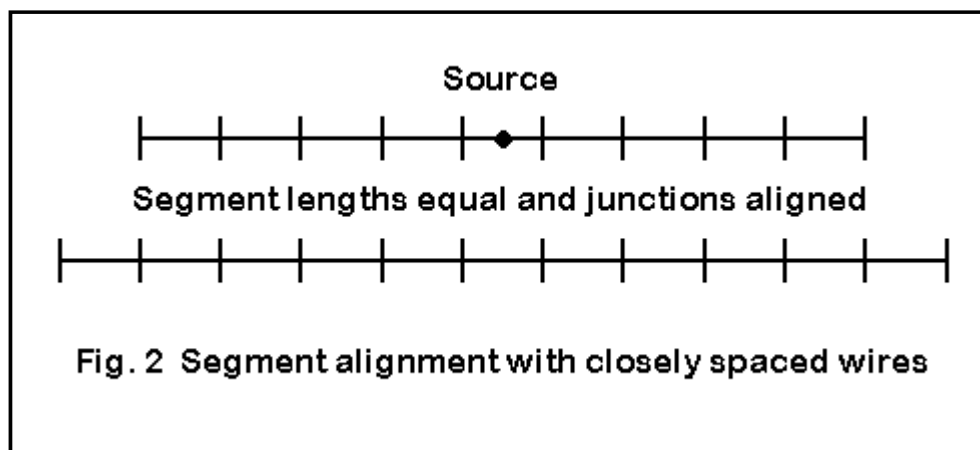 Source
Segment lengths equal and junctions aligned
Fig. 2 Segment alignment with closely spaced wires